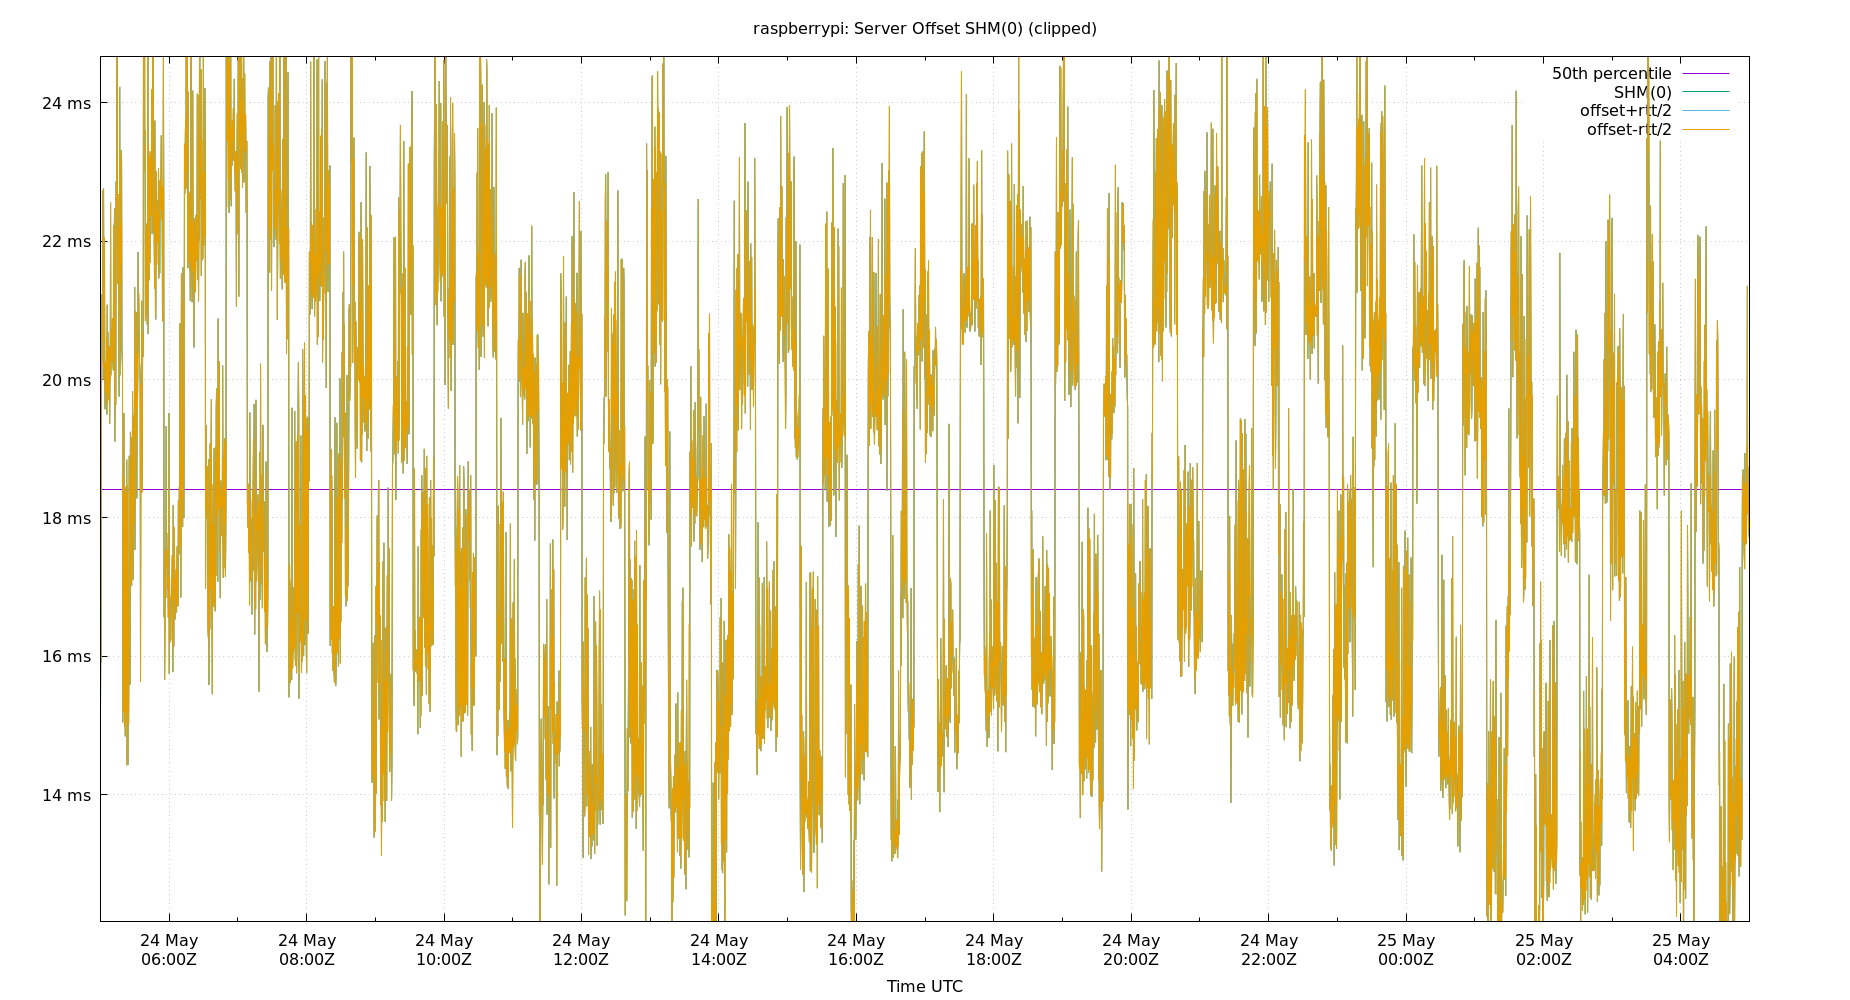 raspberrypi: Server Offset SHM(0) (clipped)
50th percentile
SHM(0)
offset+rtt/2
offset-rtt/2
24 ms
22 ms
20 ms
18 ms
16 ms
14 ms
24 May 24 May 24 May 24 May 24 May 24 May 24 May 24 May 24 May 25 May 25 May 25 May
06:00Z 08:00Z 10:00Z 12:00Z 14:00Z 16:00Z 18:00Z 20:00Z 22:00Z 00:00Z 02:00Z 04:00Z
Time UTC